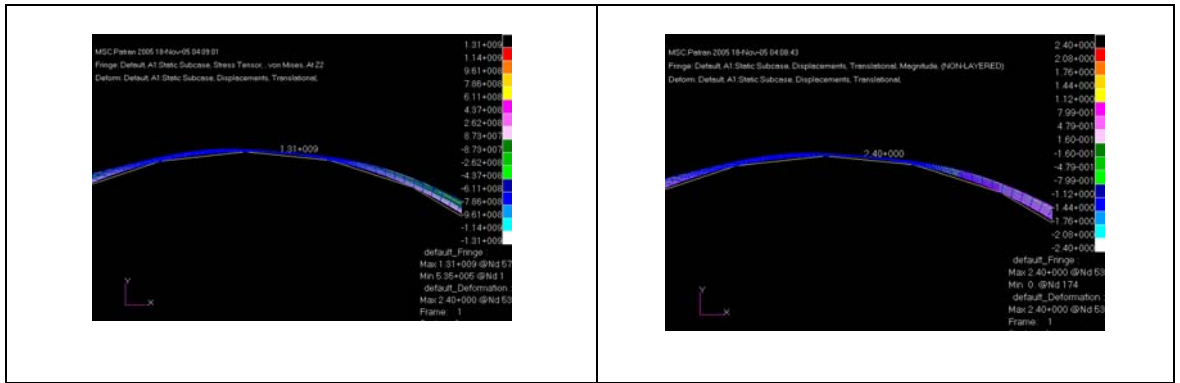 MSC.Patran 2005 18-Nov-05 04:09:01
Fringe: Default, A1:Static Subcase, Stress Tensor, , von Mises, At Z2
Deform: Default, A1:Static Subcase, Displacements, Translational,
1.31+009
1.14+009
9.61+008
7.86+008
6.11+008
4.37+008
2.62+008
8.73+007
-8.73+007
-2.62+008
-4.37+008
-6.11+008
-7.86+008
-9.61+008
-1.14+009
-1.31+009
1.31+009
default_Fringe :
Max 1.31+009 @Nd 57
Min 5.35+005 @Nd 1
default_Deformation :
Max 2.40+000 @Nd 53
Frame: 1
Y
X
MSC.Patran 2005 18-Nov-05 04:08:43
Fringe: Default, A1:Static Subcase, Displacements, Translational, Magnitude, (NON-LAYERED)
Deform: Default, A1:Static Subcase, Displacements, Translational,
2.40+000
2.08+000
1.76+000
1.44+000
1.12+000
7.99-001
4.79-001
1.60-001
-1.60-001
-4.79-001
-7.99-001
-1.12+000
-1.44+000
-1.76+000
-2.08+000
-2.40+000
2.40+000
default_Fringe :
Max 2.40+000 @Nd 53
Min 0. @Nd 174
default_Deformation :
Max 2.40+000 @Nd 53
Frame: 1
Y
X